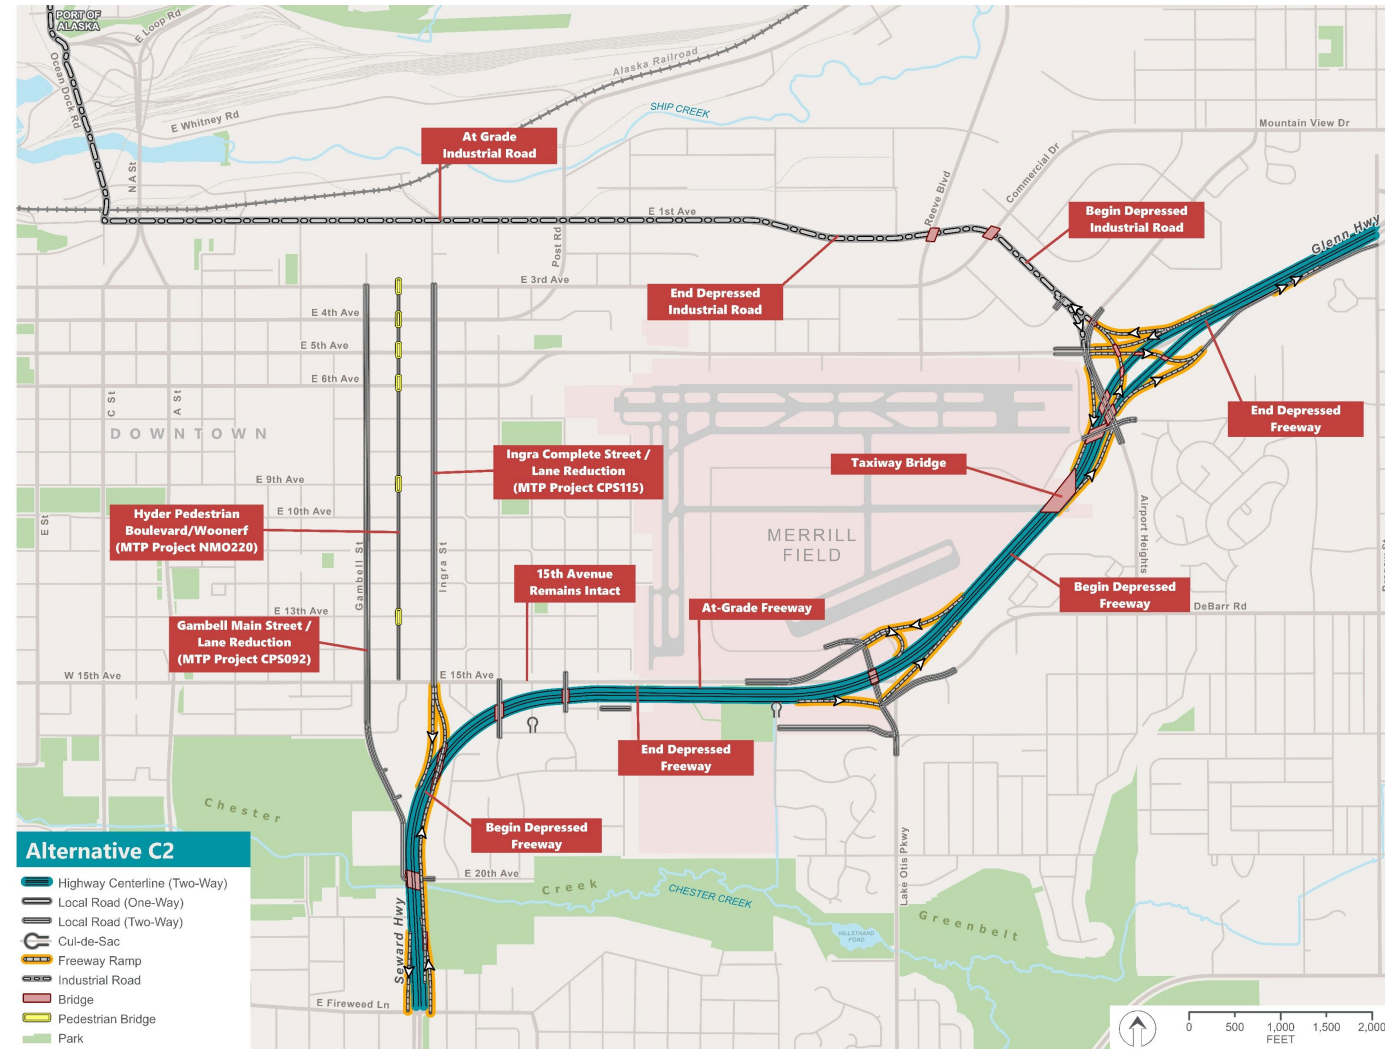 PORT OF
ALASKA
E Loop Rd
Ocean Dock Rd
E Whitney Rd
Alaska Railroad
SHIP CREEK
N A St
At Grade
Industrial Road
Mountain View Dr
Commercial Dr
Reeve Blvd
E 1st Ave
Post Rd
Begin Depressed
Industrial Road
Glenn Hwy
E 3rd Ave
End Depressed
Industrial Road
E 4th Ave
E 5th Ave
E 6th Ave
C St
A St
DOWNTOWN
End Depressed
Freeway
Ingra Complete Street /
Lane Reduction
(MTP Project CPS115)
Taxiway Bridge
E 9th Ave
E 10th Ave
E St
Hyder Pedestrian
Boulevard/Woonerf
(MTP Project NMO220)
MERRILL
FIELD
Airport Heights
Gambell St
Ingra St
15th Avenue
Remains Intact
Begin Depressed
Freeway
E 13th Ave
At-Grade Freeway
DeBarr Rd
Gambell Main Street /
Lane Reduction
(MTP Project CPS092)
W 15th Ave
E 15th Ave
End Depressed
Freeway
Chester
Begin Depressed
Freeway
E 20th Ave
Creek
CHESTER CREEK
Lake Otis Pkwy
Greenbelt
HILLSTRAND
POND
Seward Hwy
E Fireweed Ln
Alternative C2
Highway Centerline (Two-Way)
Local Road (One-Way)
Local Road (Two-Way)
Cul-de-Sac
Freeway Ramp
Industrial Road
Bridge
Pedestrian Bridge
Park
0 500 1,000 1,500 2,000
FEET